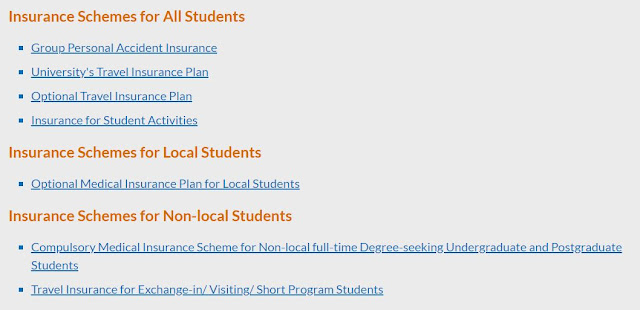 Insurance Schemes for All Students
Group Personal Accident Insurance
University's Travel Insurance Plan
Optional Travel Insurance Plan
Insurance for Student Activities
Insurance Schemes for Local Students
Optional Medical Insurance Plan for Local Students
Insurance Schemes for Non-local Students
Compulsory Medical Insurance Scheme for Non-local full-time Degree-seeking Undergraduate and Postgraduate
Students
Travel Insurance for Exchange-in/ Visiting/ Short Program Students